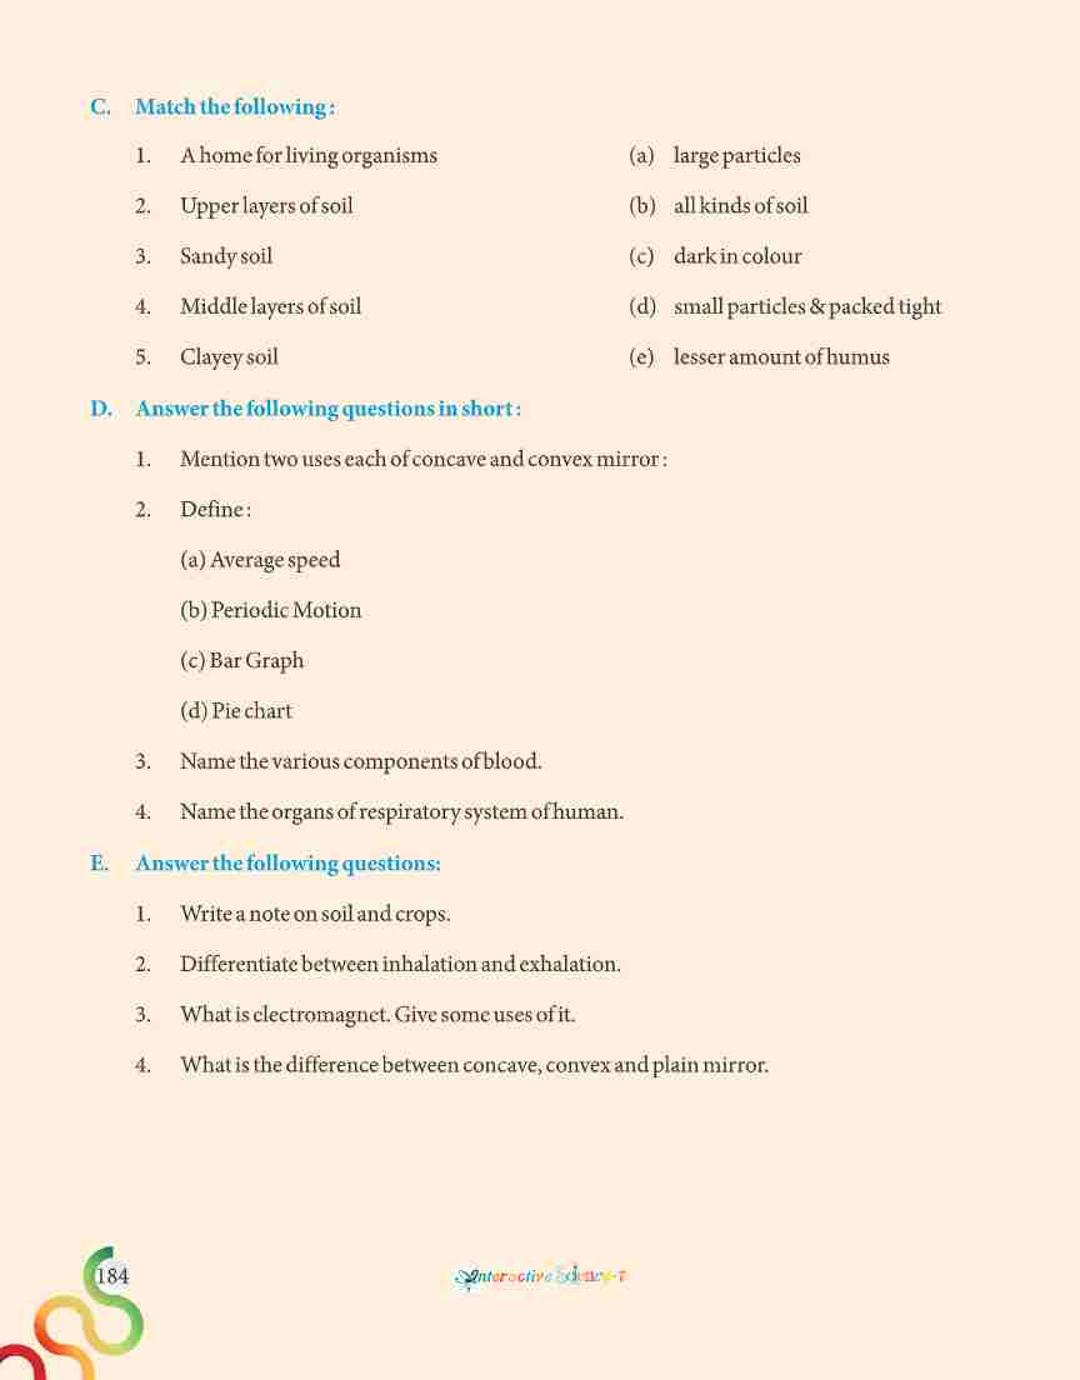 C. Match the following :
1. A home for living organisms (a) large particles
2. Upper layers of soil (b) all kinds of soil
3. Sandy soil (c) dark in colour
4. Middle layers of soil (d) small particles & packed tight
5. Clayey soil (e) lesser amount of humus
D. Answer the following questions in short :
1. Mention two uses each of concave and convex mirror :
2. Define :
(a) Average speed
(b) Periodic Motion
(c) Bar Graph
(d) Pie chart
3. Name the various components of blood.
4. Name the organs of respiratory system of human.
E. Answer the following questions:
1. Write a note on soil and crops.
2. Differentiate between inhalation and exhalation.
3. What is electromagnet. Give some uses of it.
4. What is the difference between concave, convex and plain mirror.
184
Interactive Science-7